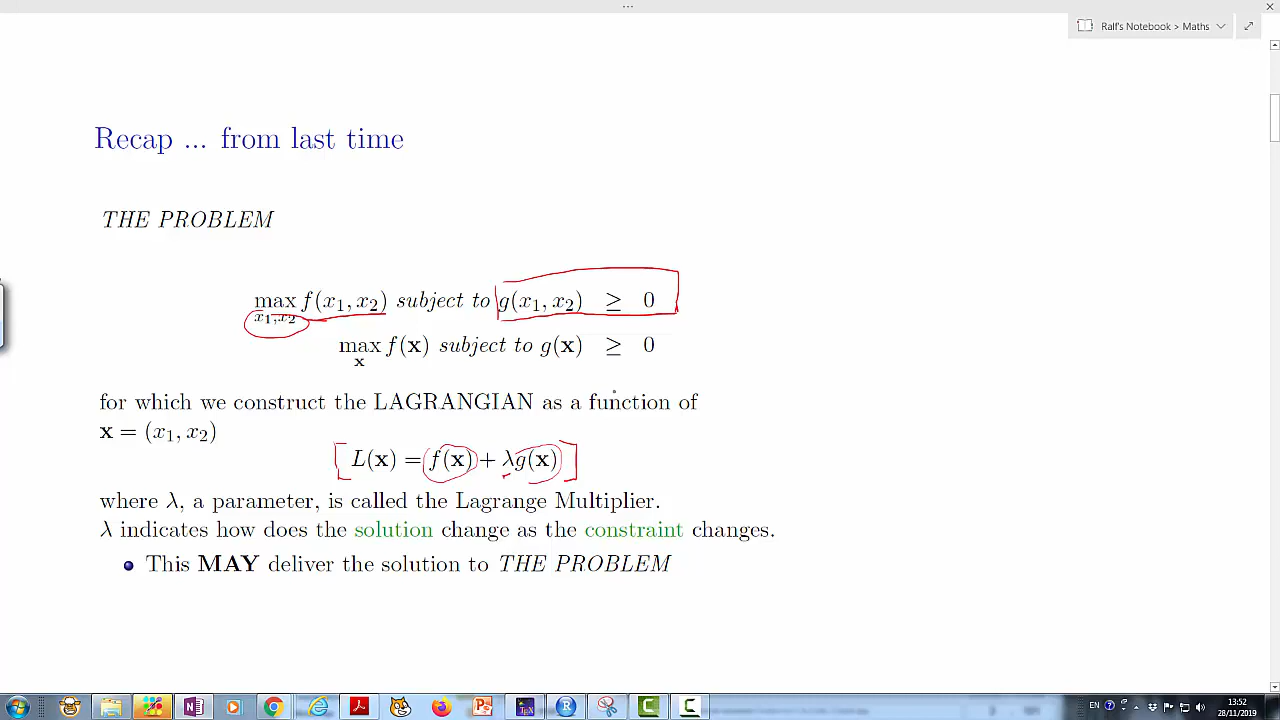 ...
Ralf's Notebook > Maths
Recap ... from last time
THE PROBLEM
max f(x₁, x₂) subject to g(x₁, x₂) ≥ 0
x₁,x₂
max f(x) subject to g(x) ≥ 0
x
for which we construct the LAGRANGIAN as a function of
x = (x₁, x₂)
L(x) = f(x) + λg(x)
where λ, a parameter, is called the Lagrange Multiplier.
λ indicates how does the solution change as the constraint changes.
This MAY deliver the solution to THE PROBLEM
EN
13:52
28/11/2019